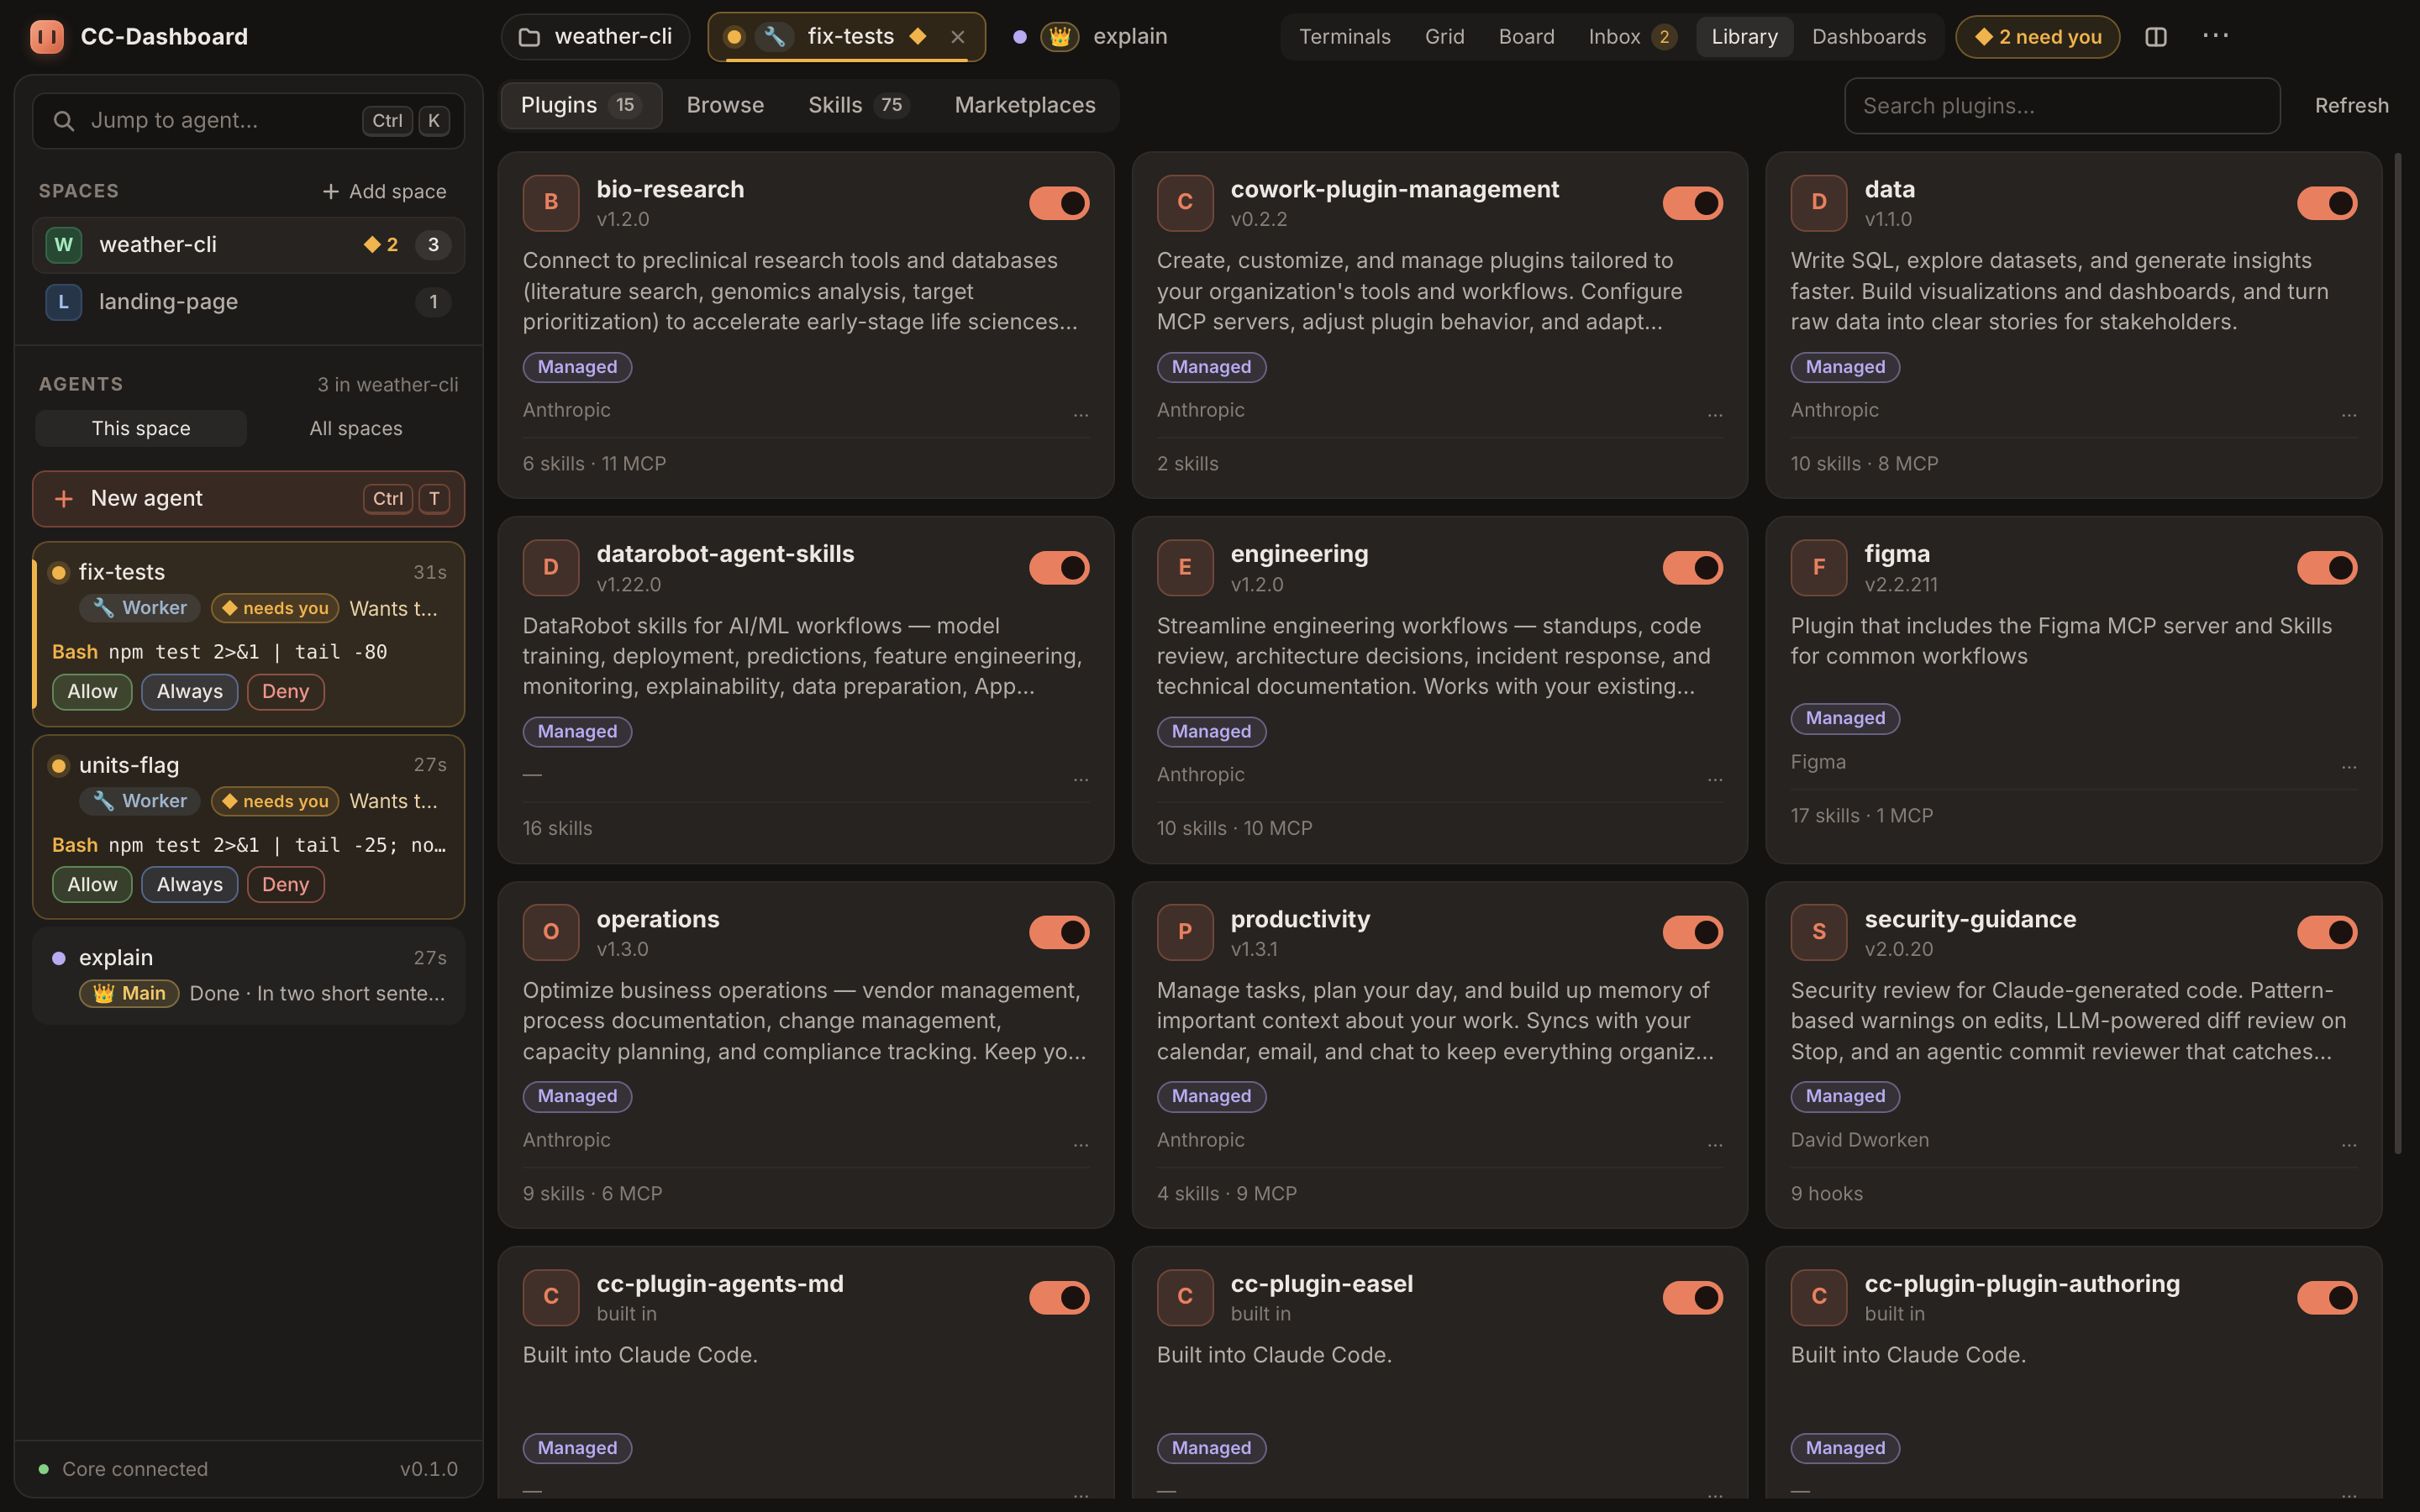 CC-Dashboard
weather-cli
fix-tests
explain
Terminals Grid Board Inbox 2 Library Dashboards
2 need you
Jump to agent... Ctrl K
SPACES
Add space
W weather-cli 2 3
L landing-page 1
AGENTS 3 in weather-cli
This space All spaces
New agent Ctrl T
fix-tests 31s
Worker needs you Wants t...
Bash npm test 2>&1 | tail -80
Allow Always Deny
units-flag 27s
Worker needs you Wants t...
Bash npm test 2>&1 | tail -25; no...
Allow Always Deny
explain 27s
Main Done · In two short sente...
Core connected v0.1.0
Plugins 15 Browse Skills 75 Marketplaces
Search plugins...
Refresh
B bio-research
v1.2.0
Connect to preclinical research tools and databases
(literature search, genomics analysis, target
prioritization) to accelerate early-stage life sciences...
Managed
Anthropic ...
6 skills · 11 MCP
C cowork-plugin-management
v0.2.2
Create, customize, and manage plugins tailored to
your organization's tools and workflows. Configure
MCP servers, adjust plugin behavior, and adapt...
Managed
Anthropic ...
2 skills
D data
v1.1.0
Write SQL, explore datasets, and generate insights
faster. Build visualizations and dashboards, and turn
raw data into clear stories for stakeholders.
Managed
Anthropic ...
10 skills · 8 MCP
D datarobot-agent-skills
v1.22.0
DataRobot skills for AI/ML workflows — model
training, deployment, predictions, feature engineering,
monitoring, explainability, data preparation, App...
Managed
— ...
16 skills
E engineering
v1.2.0
Streamline engineering workflows — standups, code
review, architecture decisions, incident response, and
technical documentation. Works with your existing...
Managed
Anthropic ...
10 skills · 10 MCP
F figma
v2.2.211
Plugin that includes the Figma MCP server and Skills
for common workflows
Managed
Figma ...
17 skills · 1 MCP
O operations
v1.3.0
Optimize business operations — vendor management,
process documentation, change management,
capacity planning, and compliance tracking. Keep yo...
Managed
Anthropic ...
9 skills · 6 MCP
P productivity
v1.3.1
Manage tasks, plan your day, and build up memory of
important context about your work. Syncs with your
calendar, email, and chat to keep everything organiz...
Managed
Anthropic ...
4 skills · 9 MCP
S security-guidance
v2.0.20
Security review for Claude-generated code. Pattern-
based warnings on edits, LLM-powered diff review on
Stop, and an agentic commit reviewer that catches...
Managed
David Dworken ...
9 hooks
C cc-plugin-agents-md
built in
Built into Claude Code.
Managed
— ...
C cc-plugin-easel
built in
Built into Claude Code.
Managed
— ...
C cc-plugin-plugin-authoring
built in
Built into Claude Code.
Managed
— ...